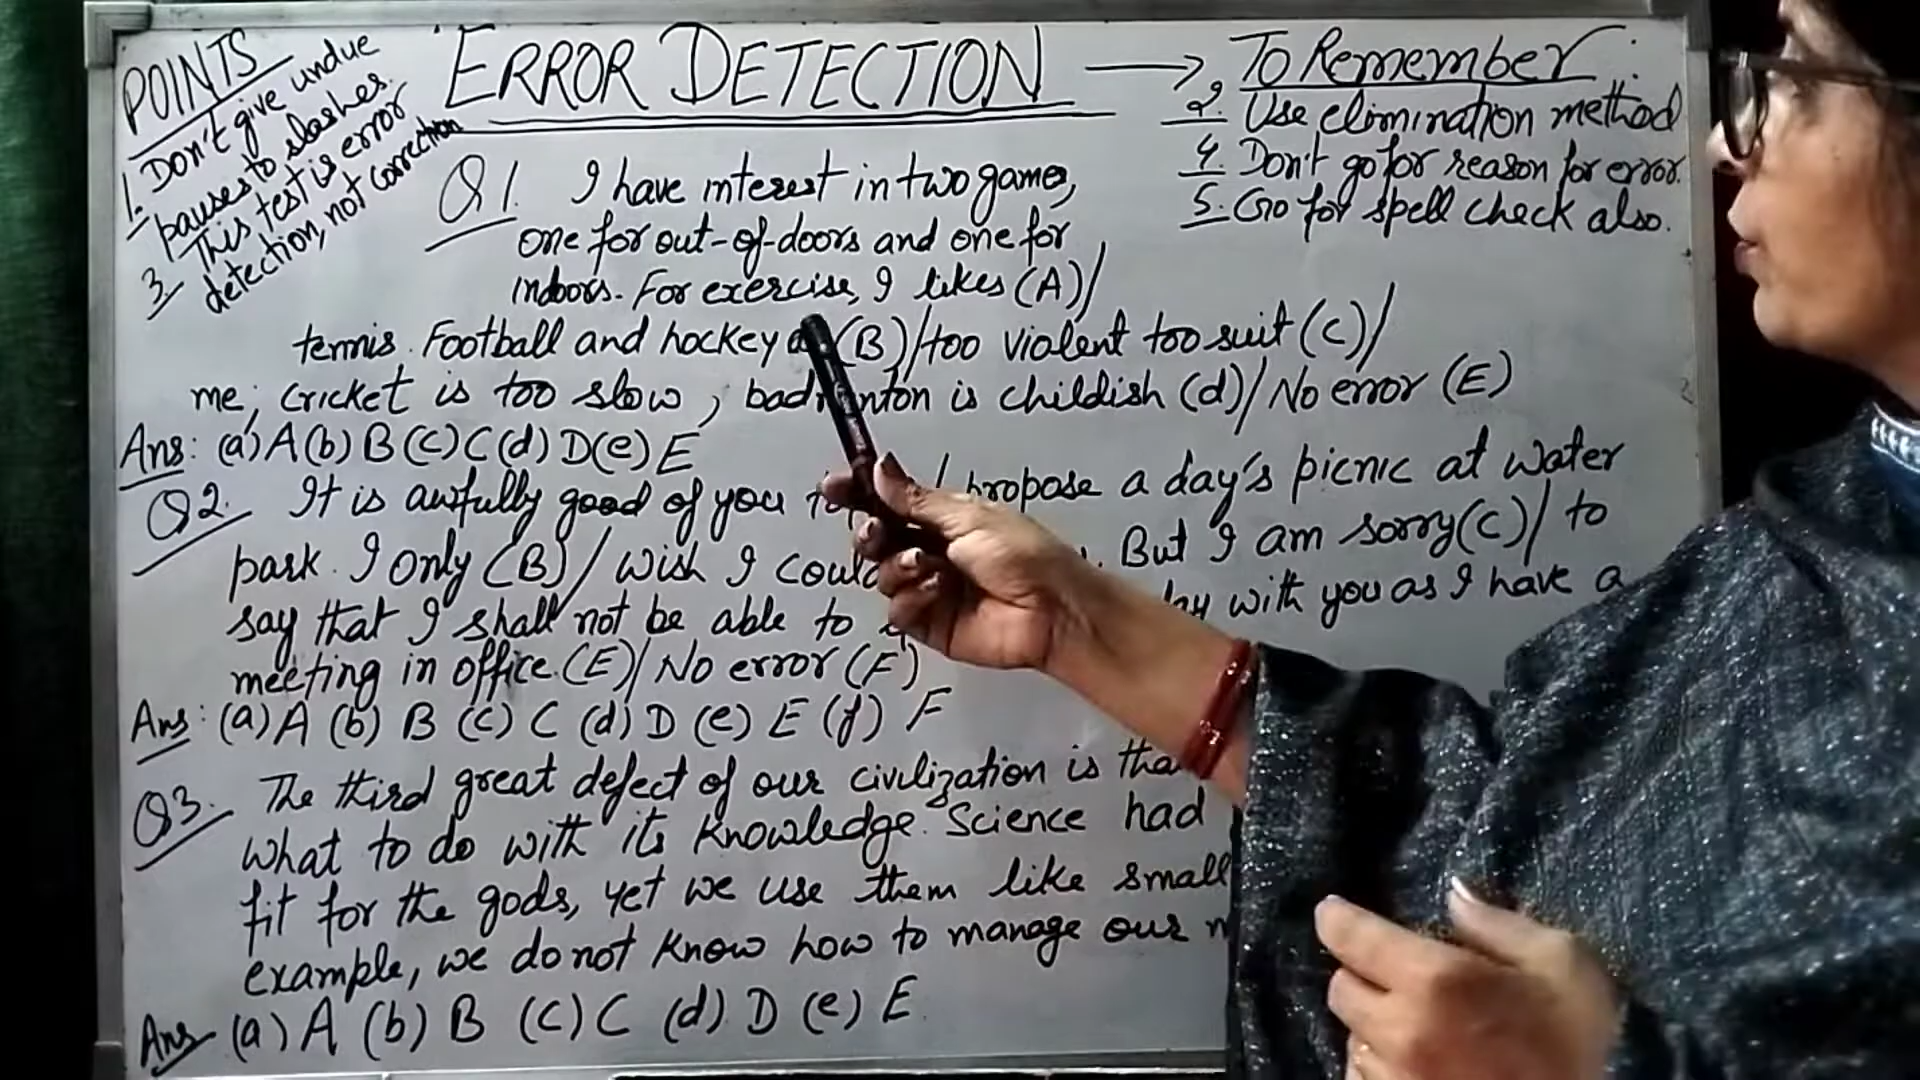 POINTS
1. Don't give undue
pauses to slashes.
3. This test is error
detection, not correction
ERROR DETECTION → To Remember:
2. Use elimination method
4. Don't go for reason for error.
5. Go for spell check also.
Q1. I have interest in two games,
one for out-of-doors and one for
indoors. For exercise, I likes (A)/
tennis. Football and hockey (B)/too violent too suit (C)/
me; cricket is too slow, is childish (d)/ No error (E)
Ans: (a) A (b) B (c) C (d) D (e) E
Q2. It is awfully good of you / propose a day's picnic at water
park. I only (B)/ wish I . But I am sorry(C)/ to
say that I shall not be able to with you as I have a
meeting in office.(E)/ No error (F)
Ans: (a) A (b) B (c) C (d) D (e) E (f) F
Q3. The third great defect of our civilization is
what to do with its knowledge. Science had
fit for the gods, yet we use them like small
example, we do not know how to manage our
Ans (a) A (b) B (c) C (d) D (e) E